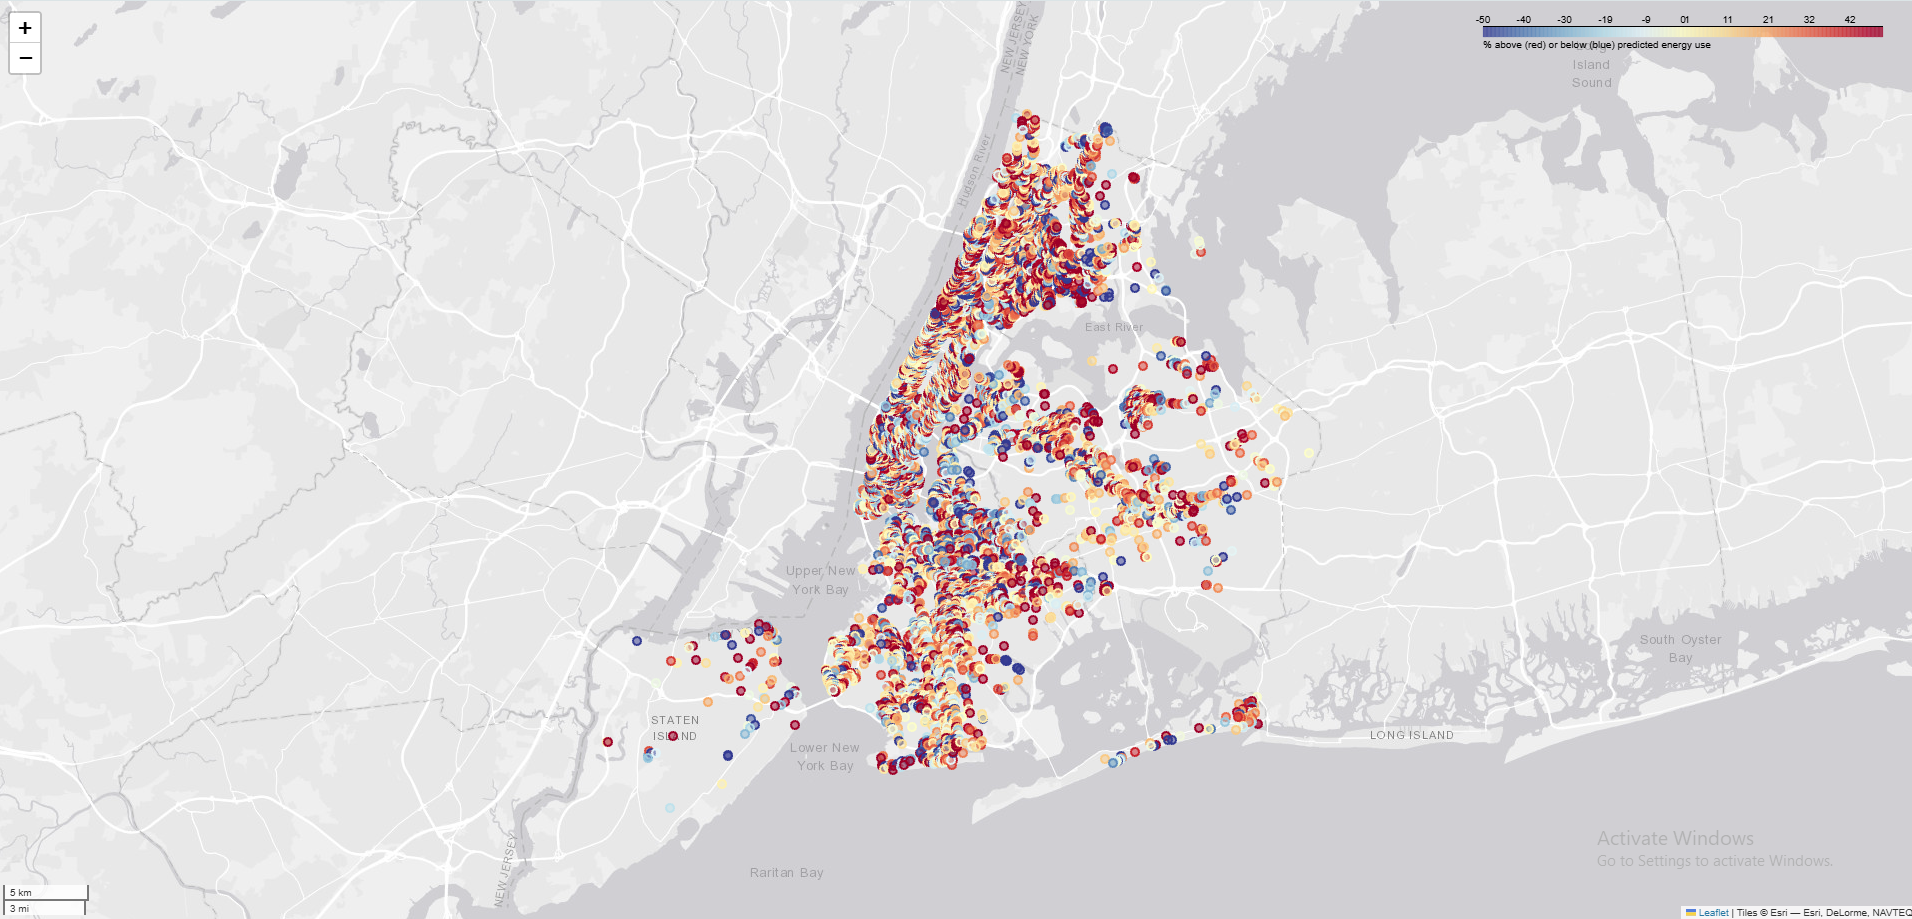 +
−
-50 -40 -30 -19 -9 01 11 21 32 42
% above (red) or below (blue) predicted energy use
Island
Sound
NEW JERSEY
NEW YORK
Hudson River
East River
Upper New
York Bay
South Oyster
Bay
STATEN
ISLAND
LONG ISLAND
Lower New
York Bay
Raritan Bay
NEW JERSEY
Activate Windows
Go to Settings to activate Windows.
5 km
3 mi
Leaflet | Tiles © Esri — Esri, DeLorme, NAVTEQ